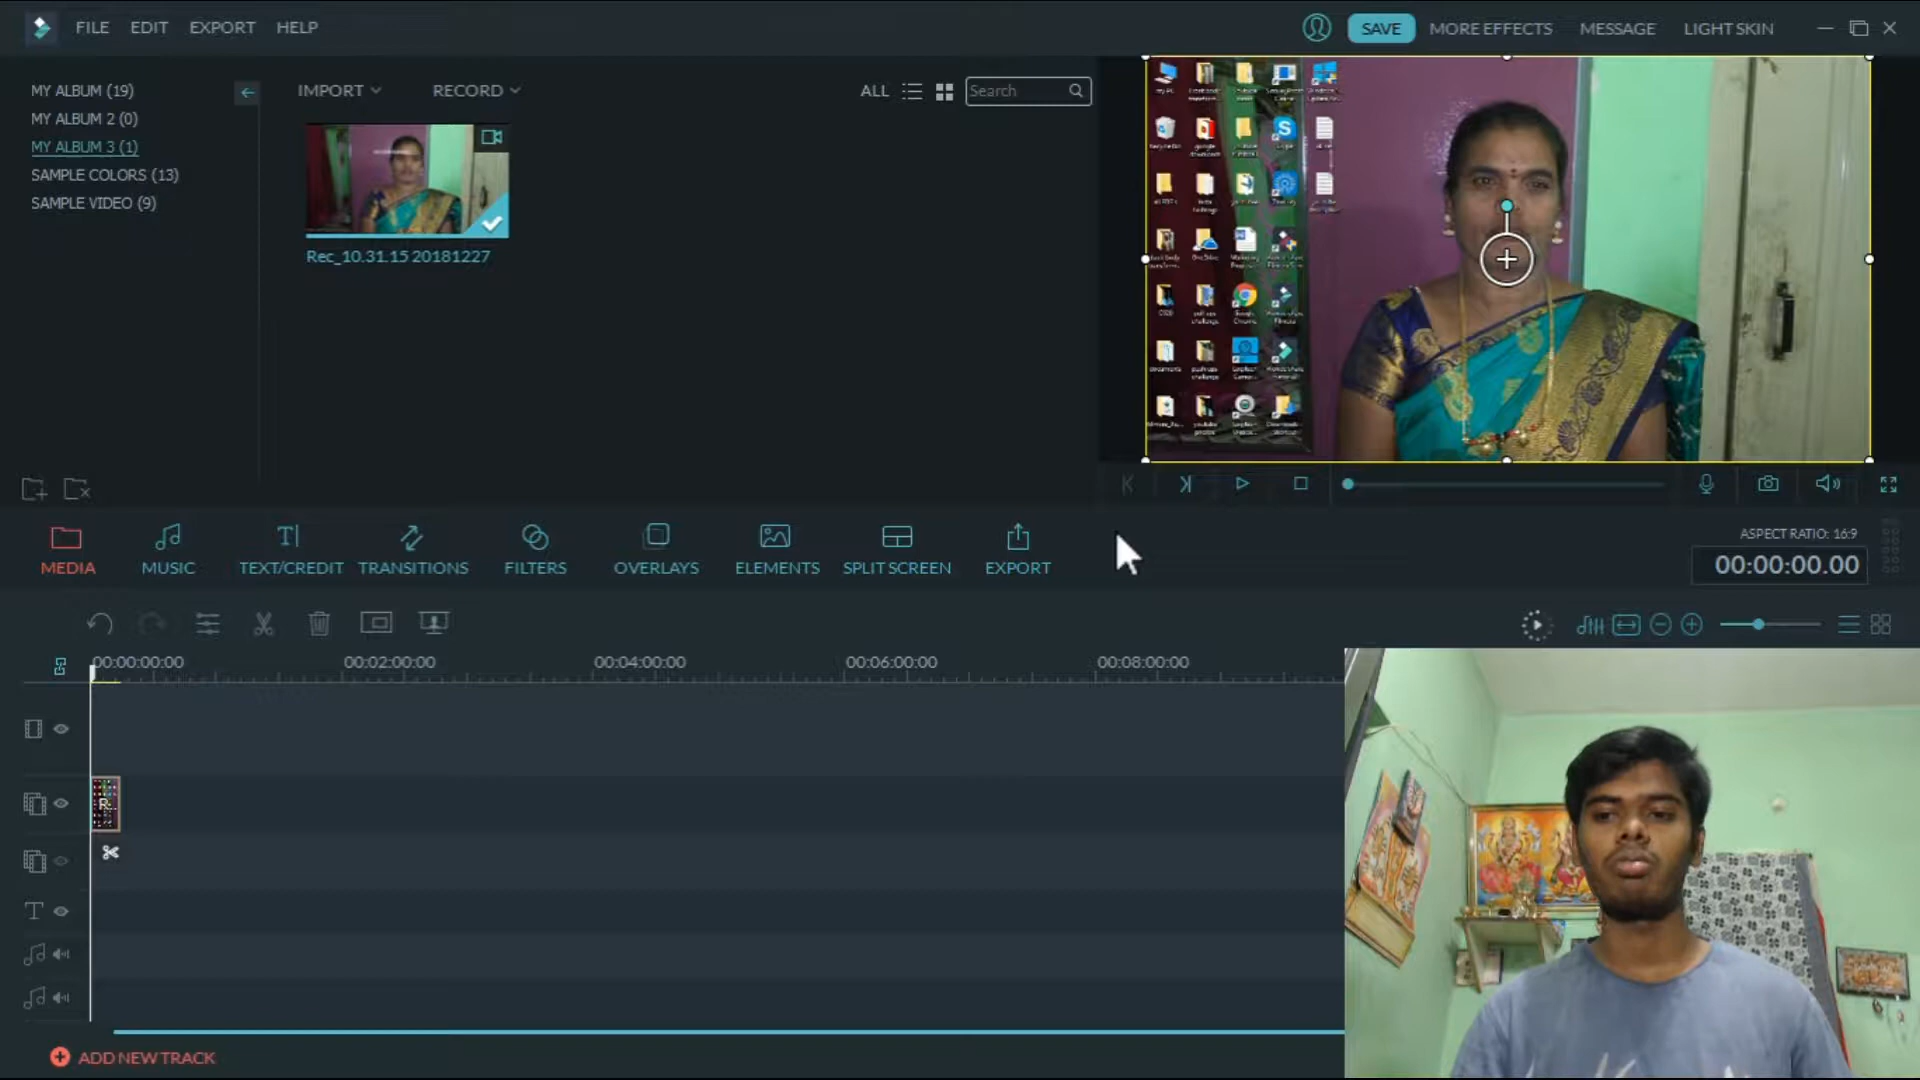 FILE EDIT EXPORT HELP
SAVE MORE EFFECTS MESSAGE LIGHT SKIN
MY ALBUM (19)
MY ALBUM 2 (0)
MY ALBUM 3 (1)
SAMPLE COLORS (13)
SAMPLE VIDEO (9)
IMPORT RECORD ALL Search
Rec_10.31.15 20181227
MEDIA MUSIC TEXT/CREDIT TRANSITIONS FILTERS OVERLAYS ELEMENTS SPLIT SCREEN EXPORT
ASPECT RATIO: 16:9
00:00:00.00
00:00:00:00 00:02:00:00 00:04:00:00 00:06:00:00 00:08:00:00
R...
ADD NEW TRACK